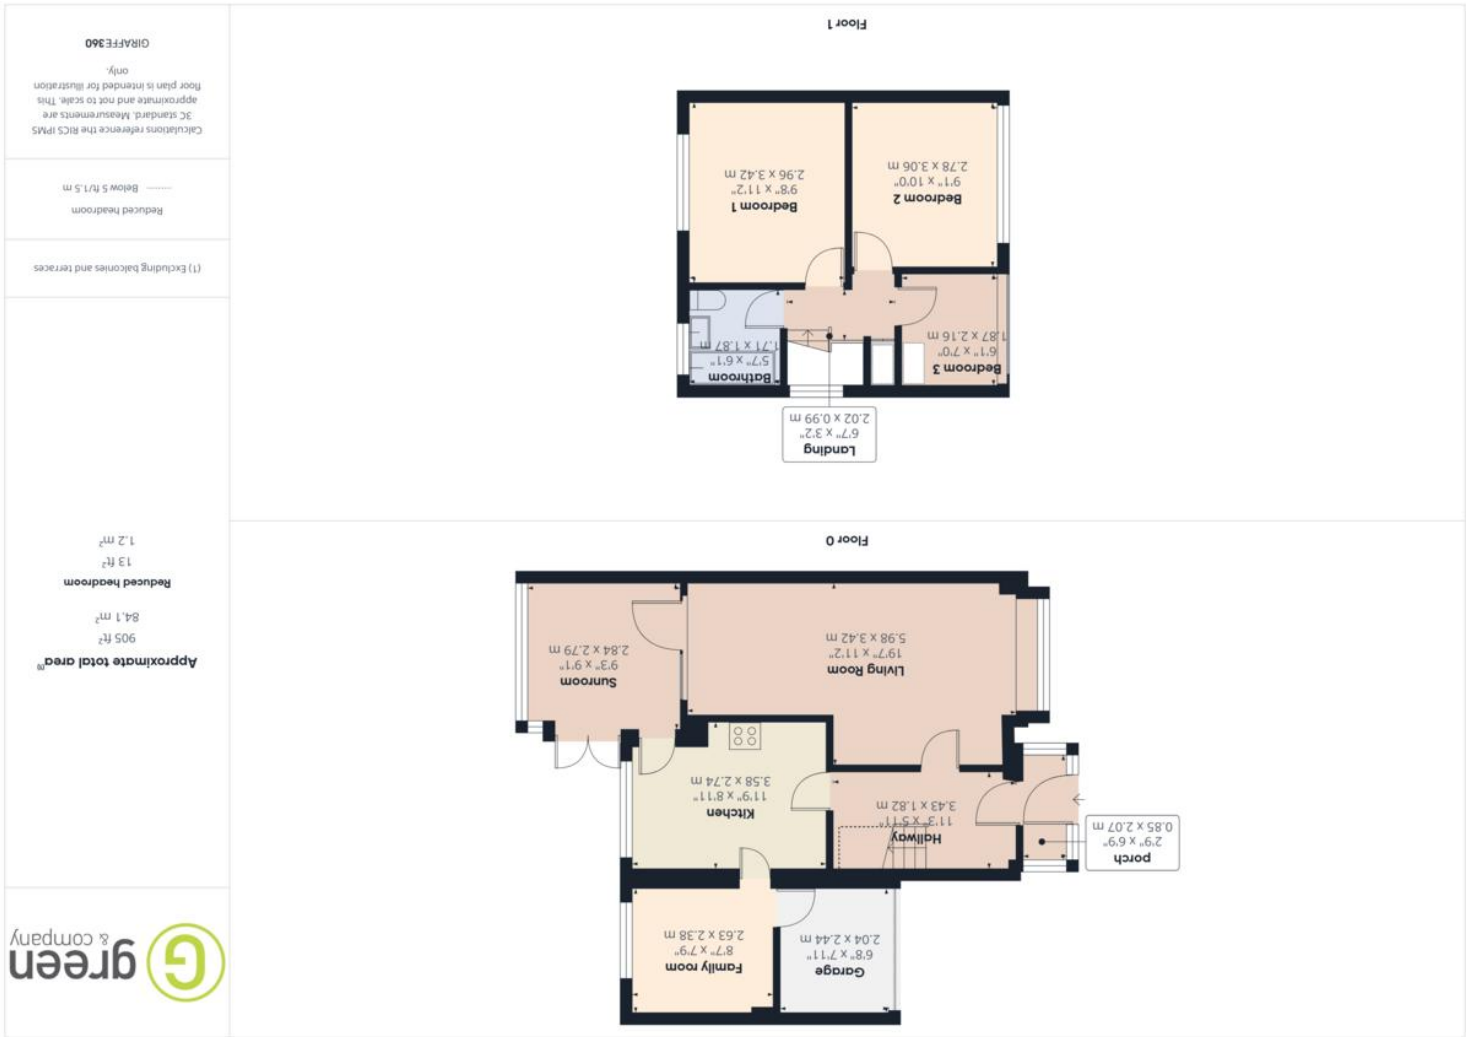 green
& company
Approximate total area⁽¹⁾
905 ft²
84.1 m²
Reduced headroom
13 ft²
1.2 m²
(1) Excluding balconies and terraces
Reduced headroom
Below 5 ft/1.5 m
Calculations reference the RICS IPMS
3C standard. Measurements are
approximate and not to scale. This
floor plan is intended for illustration
only.
GIRAFFE360
Garage
6'8" x 7'11"
2.04 x 2.44 m
Family room
8'7" x 7'9"
2.63 x 2.38 m
porch
2'9" x 6'9"
0.85 x 2.07 m
Hallway
11'3" x 5'11"
3.43 x 1.82 m
Kitchen
11'9" x 8'11"
3.58 x 2.74 m
Living Room
19'7" x 11'2"
5.98 x 3.42 m
Sunroom
9'3" x 9'1"
2.84 x 2.79 m
Floor 0
Landing
6'7" x 3'2"
2.02 x 0.99 m
Bedroom 3
6'1" x 7'0"
1.87 x 2.16 m
Bathroom
5'7" x 6'1"
1.71 x 1.87 m
Bedroom 2
9'1" x 10'0"
2.78 x 3.06 m
Bedroom 1
9'8" x 11'2"
2.96 x 3.42 m
Floor 1